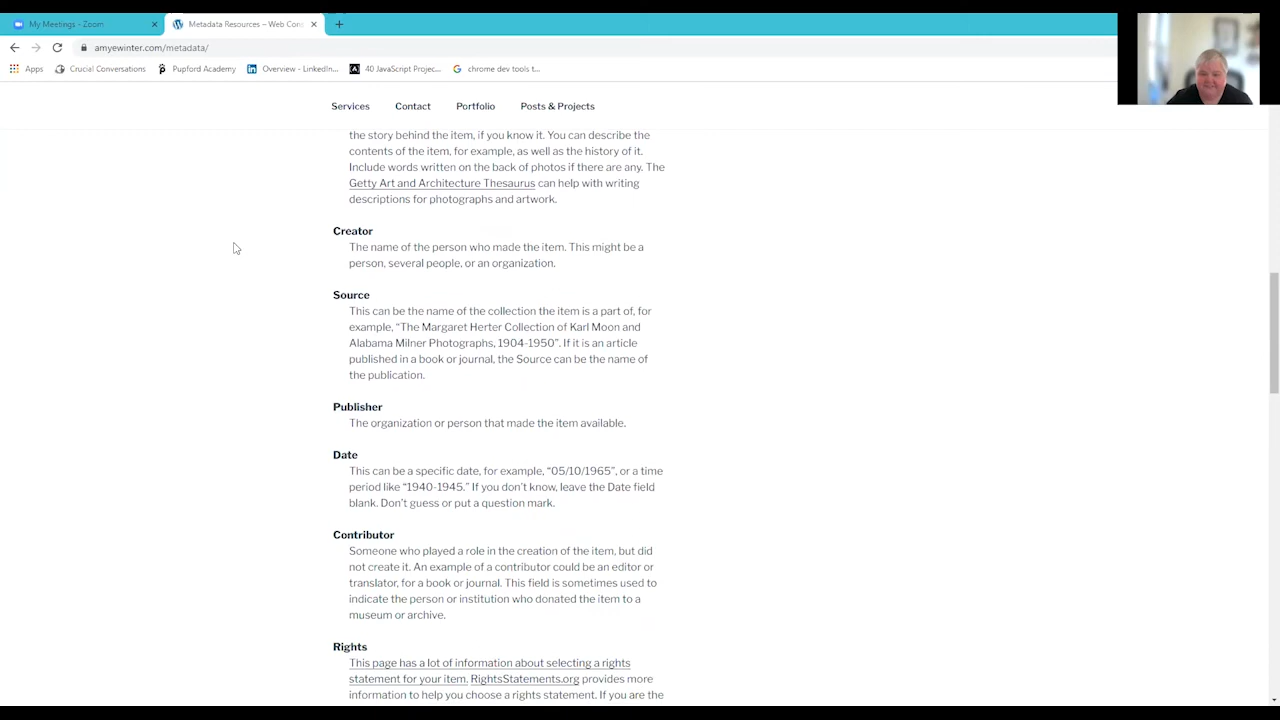 My Meetings - Zoom
Metadata Resources – Web Con
amyewinter.com/metadata/
Apps
Crucial Conversations
Pupford Academy
Overview - LinkedIn...
40 JavaScript Projec...
chrome dev tools t...
Services
Contact
Portfolio
Posts & Projects
the story behind the item, if you know it. You can describe the
contents of the item, for example, as well as the history of it.
Include words written on the back of photos if there are any. The
Getty Art and Architecture Thesaurus can help with writing
descriptions for photographs and artwork.
Creator
The name of the person who made the item. This might be a
person, several people, or an organization.
Source
This can be the name of the collection the item is a part of, for
example, “The Margaret Herter Collection of Karl Moon and
Alabama Milner Photographs, 1904-1950”. If it is an article
published in a book or journal, the Source can be the name of
the publication.
Publisher
The organization or person that made the item available.
Date
This can be a specific date, for example, “05/10/1965”, or a time
period like “1940-1945.” If you don’t know, leave the Date field
blank. Don’t guess or put a question mark.
Contributor
Someone who played a role in the creation of the item, but did
not create it. An example of a contributor could be an editor or
translator, for a book or journal. This field is sometimes used to
indicate the person or institution who donated the item to a
museum or archive.
Rights
This page has a lot of information about selecting a rights
statement for your item. RightsStatements.org provides more
information to help you choose a rights statement. If you are the